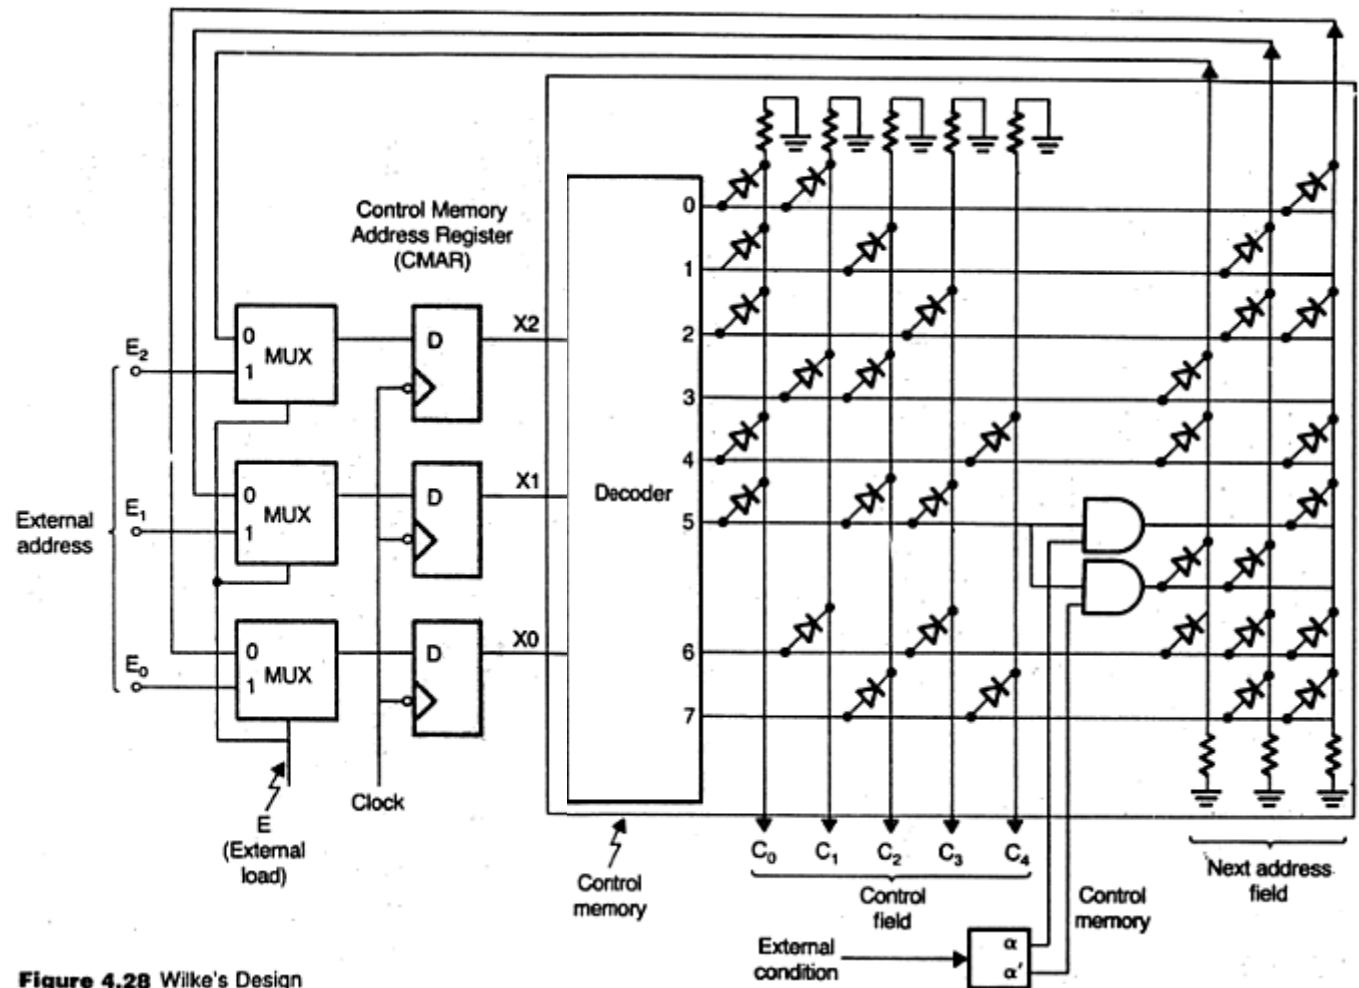 Control Memory
Address Register
(CMAR)
0
1
2
3
4
5
6
7
X2
X1
X0
E2
E1
E0
0
1
MUX
D
0
1
MUX
D
0
1
MUX
D
External
address
Decoder
E
(External
load)
Clock
Control
memory
C0
C1
C2
C3
C4
Control
field
Control
memory
Next address
field
External
condition
α
α'
Figure 4.28 Wilke's Design